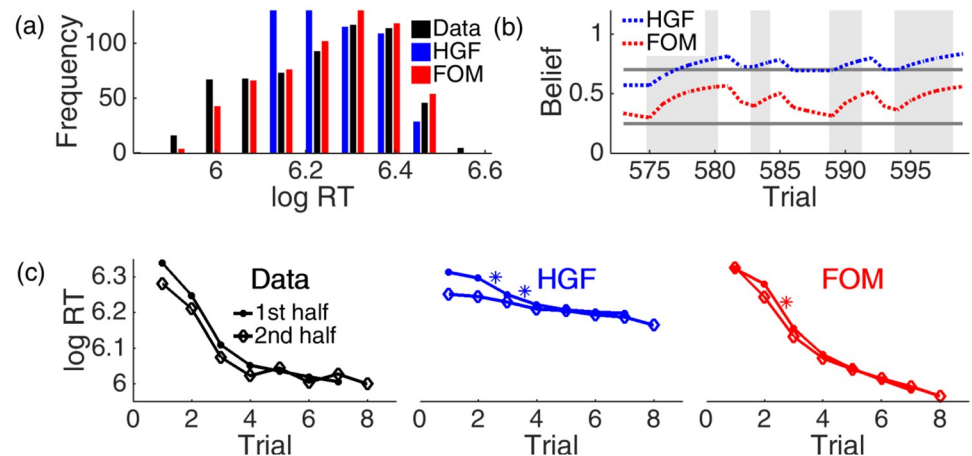 (a)
100
50
0
Frequency
Data
HGF
FOM
6 6.2 6.4 6.6
log RT
(b)
1
0.5
0
Belief
HGF
FOM
575 580 585 590 595
Trial
(c)
6.3
6.2
6.1
6
log RT
Data
1st half
2nd half
0 2 4 6 8
Trial
HGF
* *
0 2 4 6 8
Trial
FOM
*
0 2 4 6 8
Trial